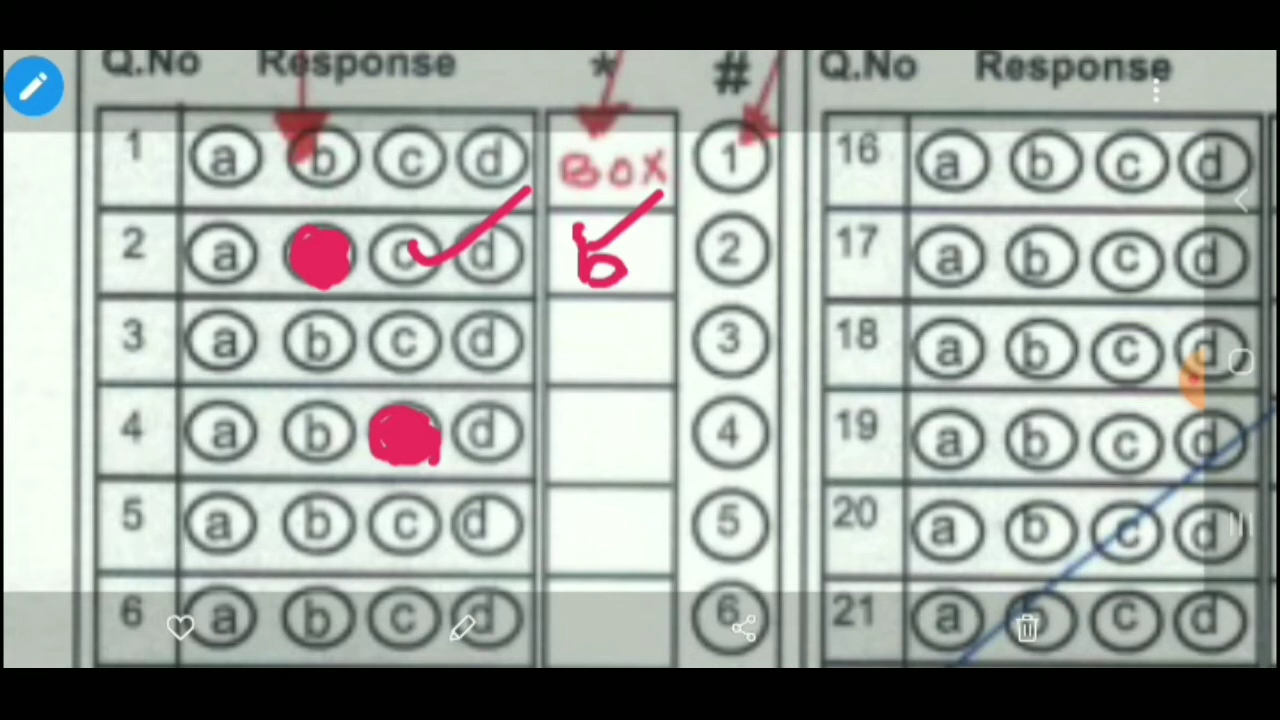 Q.No Response * # Q.No Response
1 a b c d BOX 1 16 a b c d
2 a c d b 2 17 a b c d
3 a b c d 3 18 a b c d
4 a b d 4 19 a b c d
5 a b c d 5 20 a b c d
6 a b c d 6 21 a c d